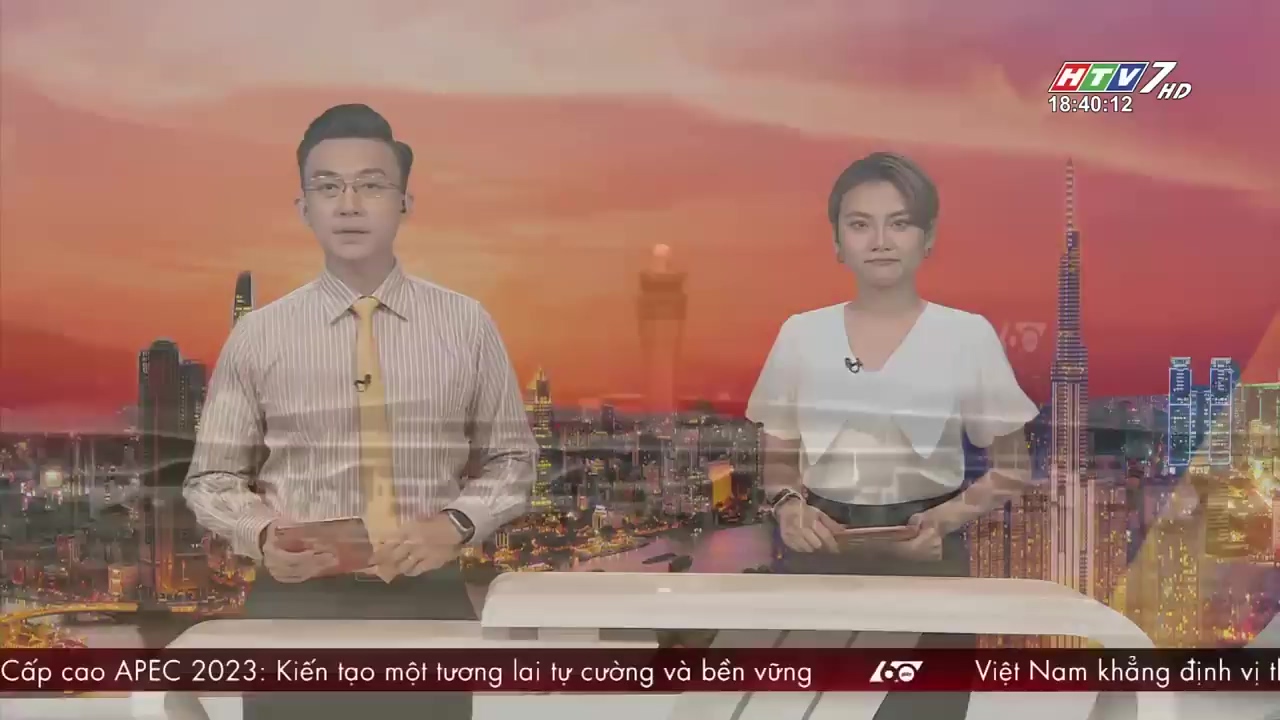 HTV7 HD
18:40:12
Cấp cao APEC 2023: Kiến tạo một tương lai tự cường và bền vững 60 Việt Nam khẳng định vị t